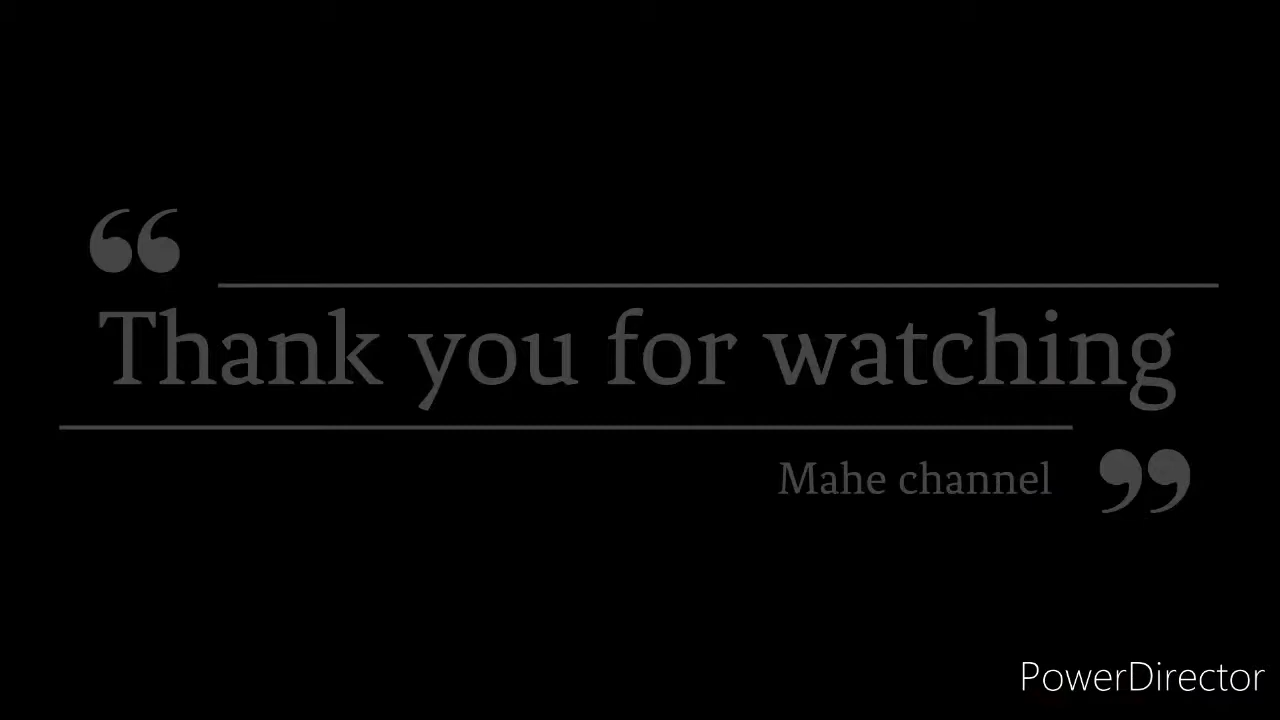 “
Thank you for watching
Mahe channel
”
PowerDirector